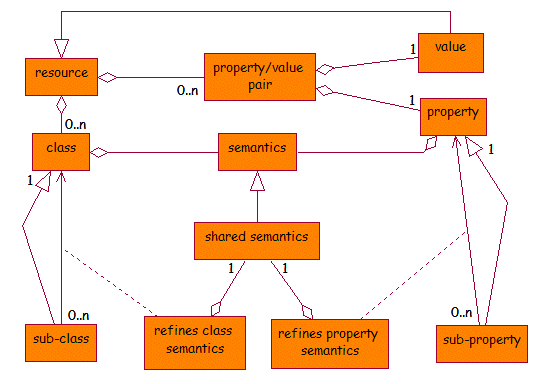 value
1
resource
property/value
pair
0..n
1
property
0..n
class
semantics
1
1
shared semantics
1
1
0..n
0..n
sub-class
refines class
semantics
refines property
semantics
sub-property